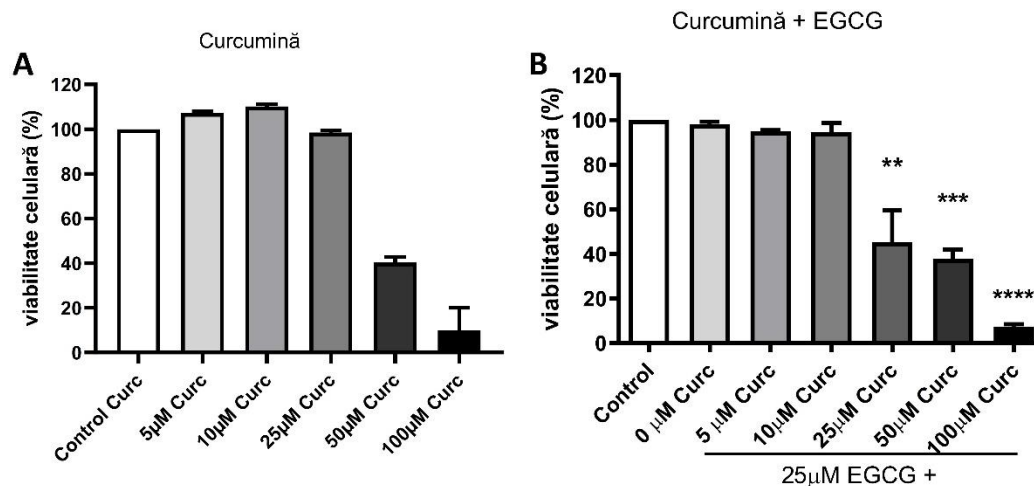 Curcumină
Curcumină + EGCG
A
B
viabilitate celulară (%)
120
100
80
60
40
20
0
Control Curc
5µM Curc
10µM Curc
25µM Curc
50µM Curc
100µM Curc
viabilitate celulară (%)
120
100
80
60
40
20
0
**
***
****
Control
0 µM Curc
5 µM Curc
10µM Curc
25µM Curc
50µM Curc
100µM Curc
25µM EGCG +